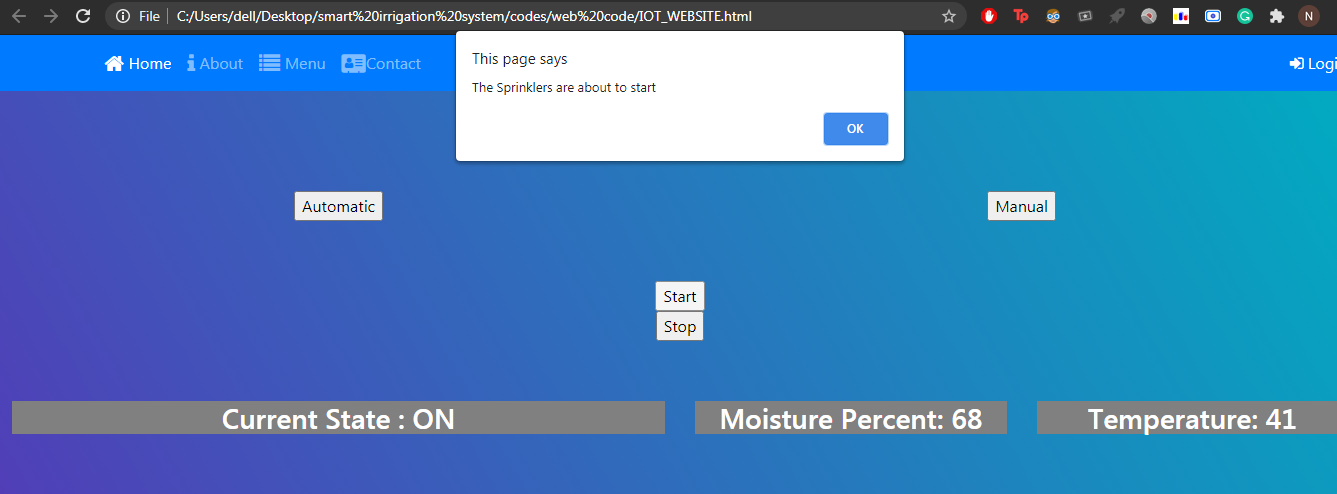 File C:/Users/dell/Desktop/smart%20irrigation%20system/codes/web%20code/IOT_WEBSITE.html Tp G N
Home About Menu Contact Logi
This page says
The Sprinklers are about to start
OK
Automatic Manual
Start
Stop
Current State : ON Moisture Percent: 68 Temperature: 41